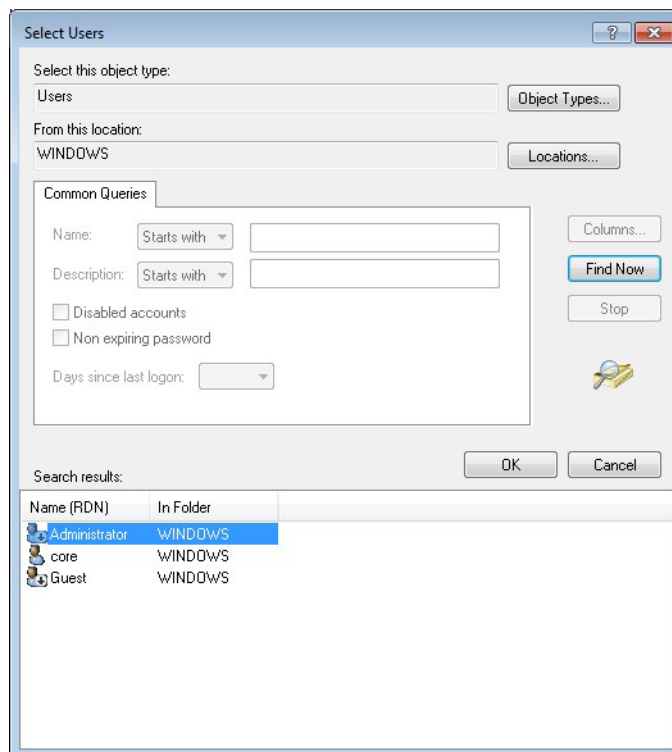 Select Users
Select this object type:
Users
Object Types...
From this location:
WINDOWS
Locations...
Common Queries
Name:
Starts with
Columns...
Description:
Starts with
Find Now
Disabled accounts
Stop
Non expiring password
Days since last logon:
OK
Cancel
Search results:
Name (RDN) In Folder
Administrator WINDOWS
core WINDOWS
Guest WINDOWS